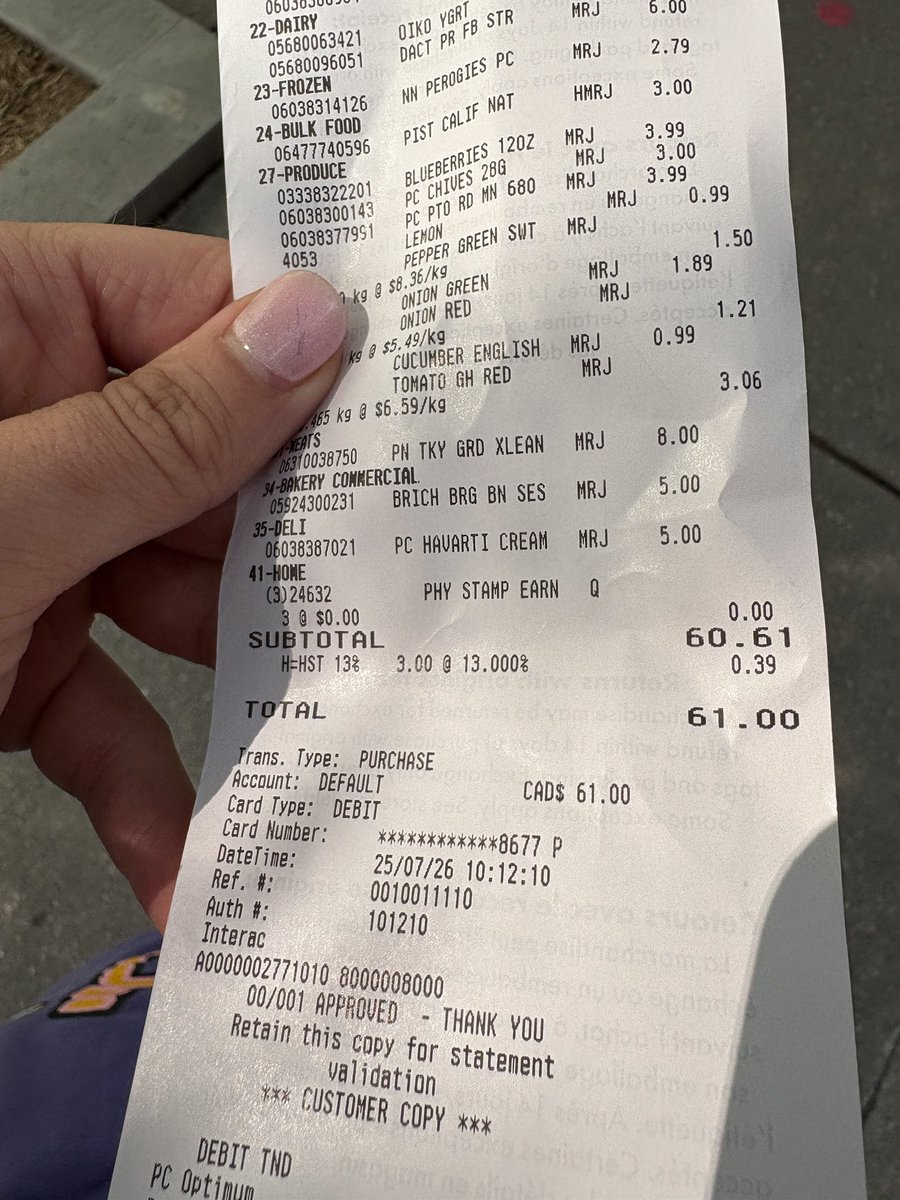 22-DAIRY
05680063421 OIKO YGRT MRJ 6.00
05680096051 DACT PR FB STR MRJ 2.79
23-FROZEN
06038314126 NN PEROGIES PC HMRJ 3.00
24-BULK FOOD
06477740596 PIST CALIF NAT MRJ 3.99
27-PRODUCE
03338322201 BLUEBERRIES 12OZ MRJ 3.00
06038300143 PC CHIVES 28G MRJ 3.99
06038377951 PC PTO RD MN 680 MRJ 0.99
4053 LEMON MRJ
PEPPER GREEN SWT 1.50
kg @ $8.36/kg
ONION GREEN MRJ 1.89
ONION RED MRJ
kg @ $5.49/kg 1.21
CUCUMBER ENGLISH MRJ 0.99
TOMATO GH RED MRJ
.465 kg @ $6.59/kg 3.06
MEATS
06310038750 PN TKY GRD XLEAN MRJ 8.00
34-BAKERY COMMERCIAL
05924300231 BRICH BRG BN SES MRJ 5.00
35-DELI
06038387021 PC HAVARTI CREAM MRJ 5.00
41-HOME
(3)24632 PHY STAMP EARN Q
3 @ $0.00 0.00
SUBTOTAL 60.61
H=HST 13% 3.00 @ 13.000% 0.39
TOTAL 61.00
Trans. Type: PURCHASE
Account: DEFAULT CAD$ 61.00
Card Type: DEBIT
Card Number: ************8677 P
DateTime: 25/07/26 10:12:10
Ref. #: 0010011110
Auth #: 101210
Interac
A0000002771010 8000008000
00/001 APPROVED - THANK YOU
Retain this copy for statement
validation
*** CUSTOMER COPY ***
DEBIT TND
PC Optimum